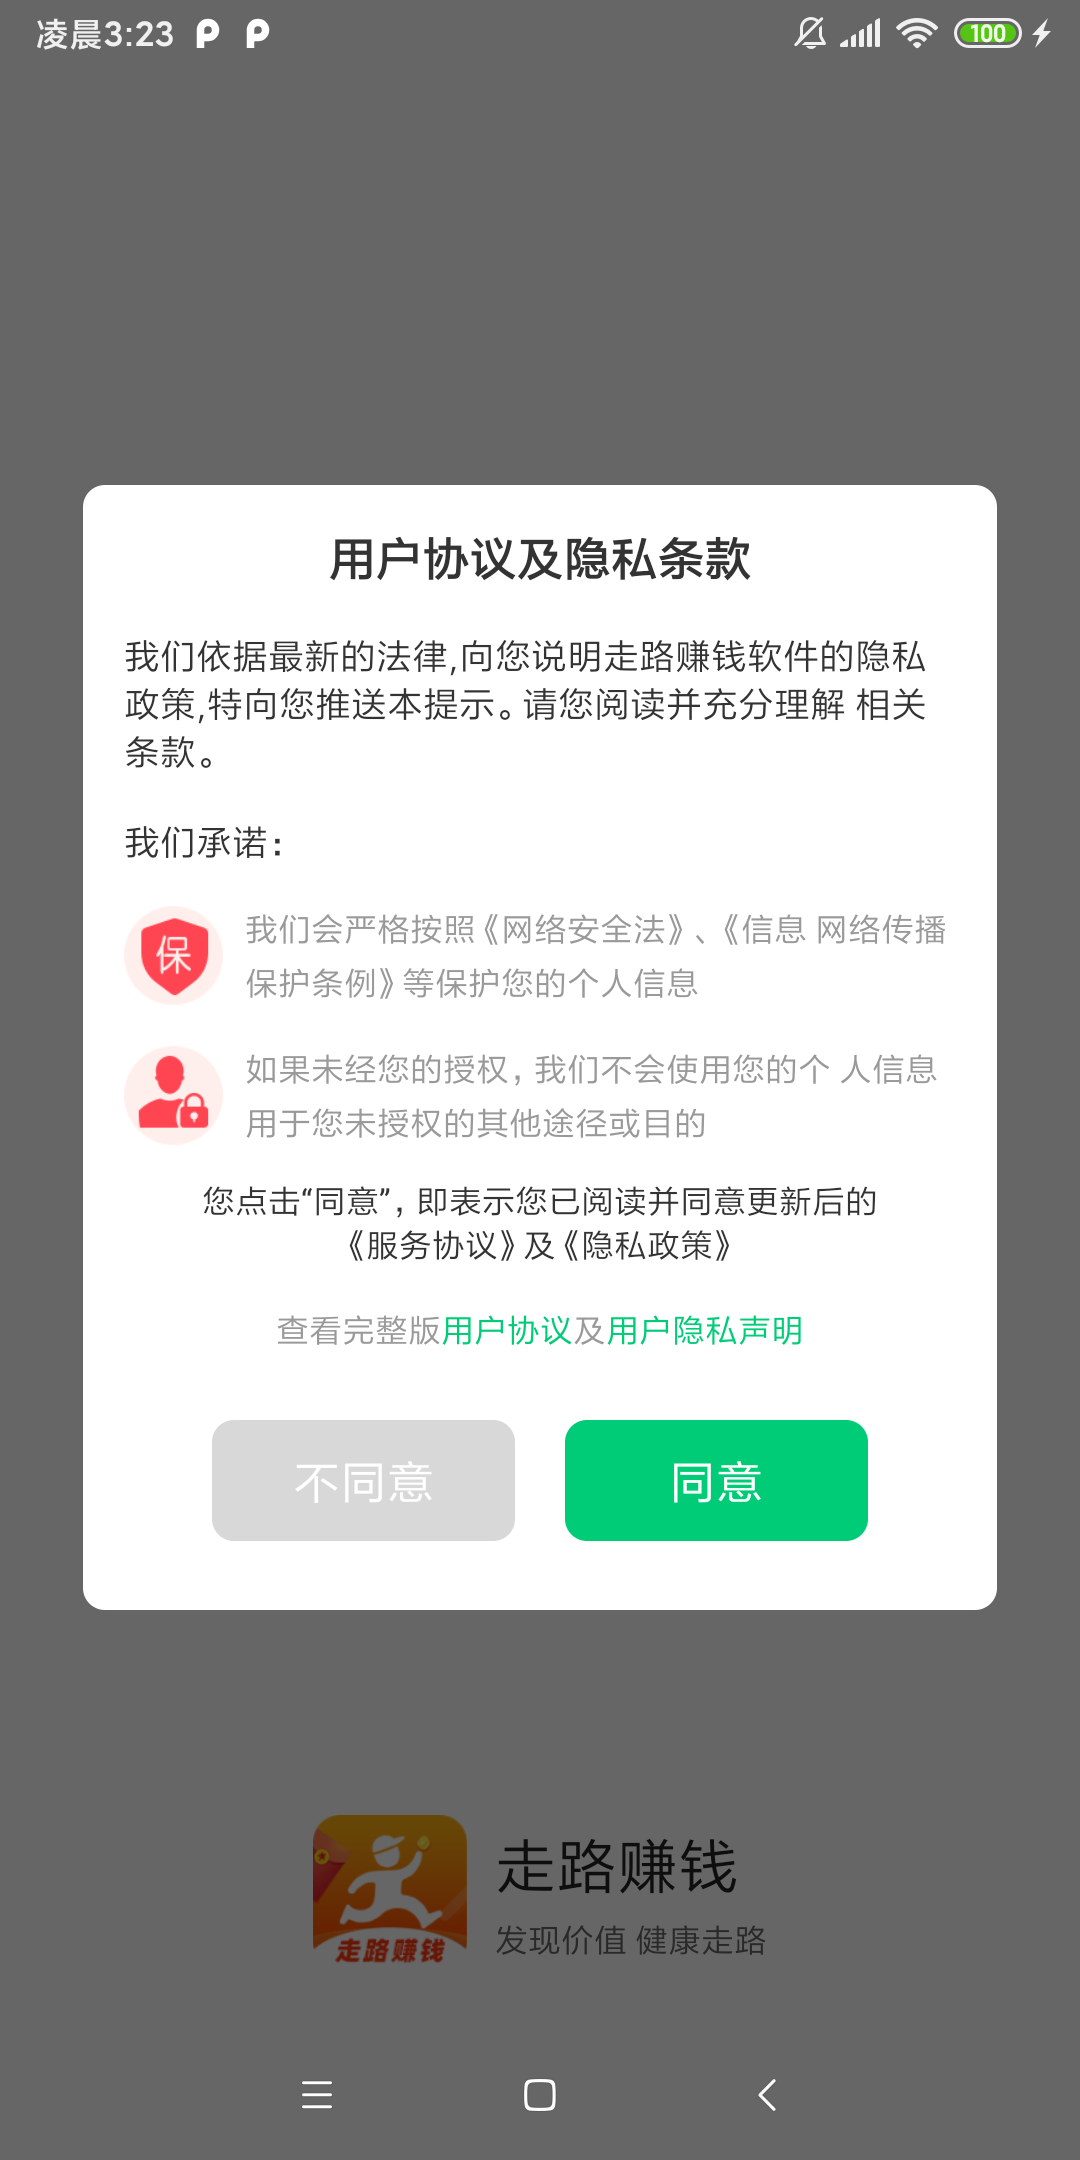 凌晨3:23
100
用户协议及隐私条款
我们依据最新的法律,向您说明走路赚钱软件的隐私
政策,特向您推送本提示。请您阅读并充分理解 相关
条款。
我们承诺：
保
我们会严格按照《网络安全法》、《信息 网络传播
保护条例》等保护您的个人信息
如果未经您的授权，我们不会使用您的个 人信息
用于您未授权的其他途径或目的
您点击“同意”，即表示您已阅读并同意更新后的
《服务协议》及《隐私政策》
查看完整版用户协议及用户隐私声明
不同意
同意
走路赚钱
走路赚钱
发现价值 健康走路